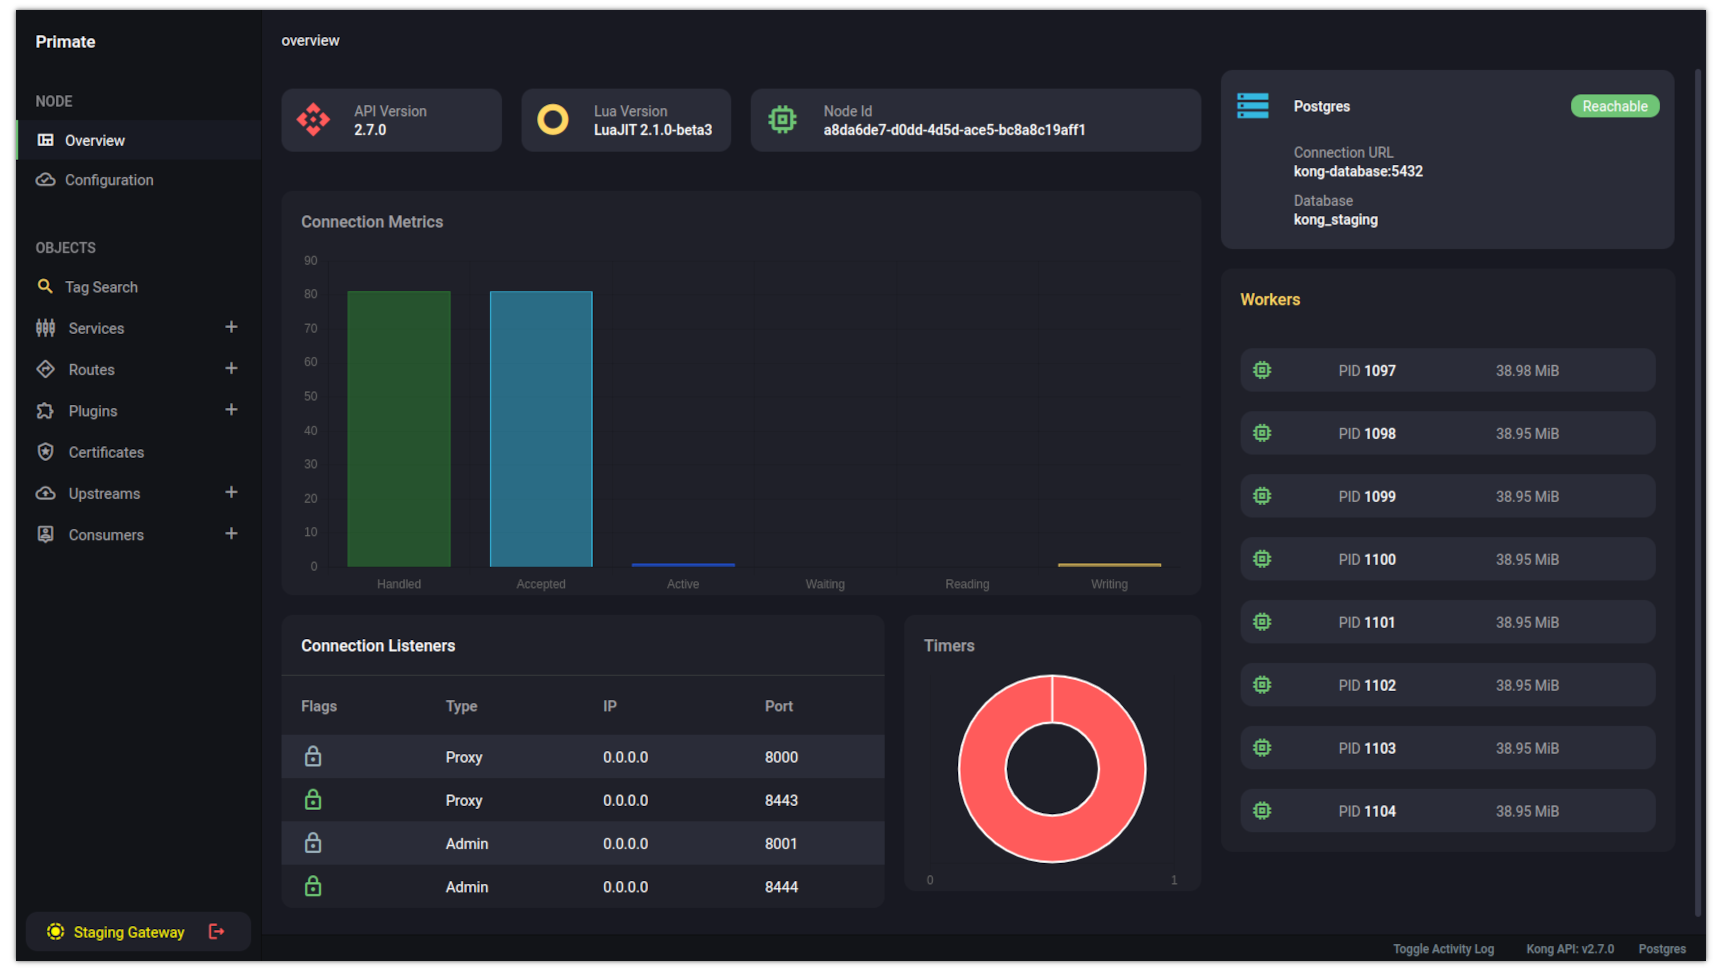 Primate
NODE
Overview
Configuration
OBJECTS
Tag Search
Services +
Routes +
Plugins +
Certificates
Upstreams +
Consumers +
Staging Gateway
overview
API Version
2.7.0
Lua Version
LuaJIT 2.1.0-beta3
Node Id
a8da6de7-d0dd-4d5d-ace5-bc8a8c19aff1
Connection Metrics
90
80
70
60
50
40
30
20
10
0
Handled Accepted Active Waiting Reading Writing
Connection Listeners
Flags Type IP Port
Proxy 0.0.0.0 8000
Proxy 0.0.0.0 8443
Admin 0.0.0.0 8001
Admin 0.0.0.0 8444
Timers
0 1
Postgres Reachable
Connection URL
kong-database:5432
Database
kong_staging
Workers
PID 1097 38.98 MiB
PID 1098 38.95 MiB
PID 1099 38.95 MiB
PID 1100 38.95 MiB
PID 1101 38.95 MiB
PID 1102 38.95 MiB
PID 1103 38.95 MiB
PID 1104 38.95 MiB
Toggle Activity Log Kong API: v2.7.0 Postgres